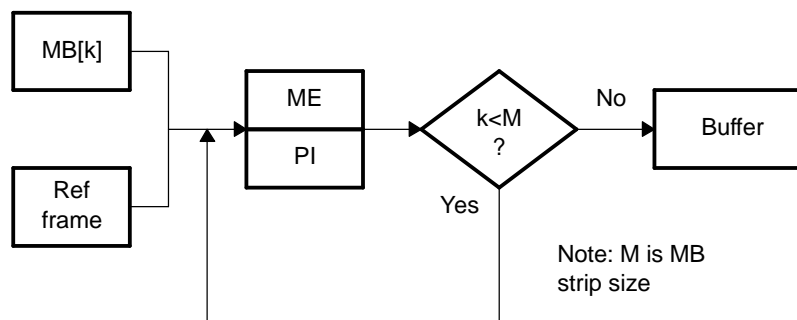 MB[k]
ME
PI
k<M
?
No
Buffer
Ref
frame
Yes
Note: M is MB
strip size